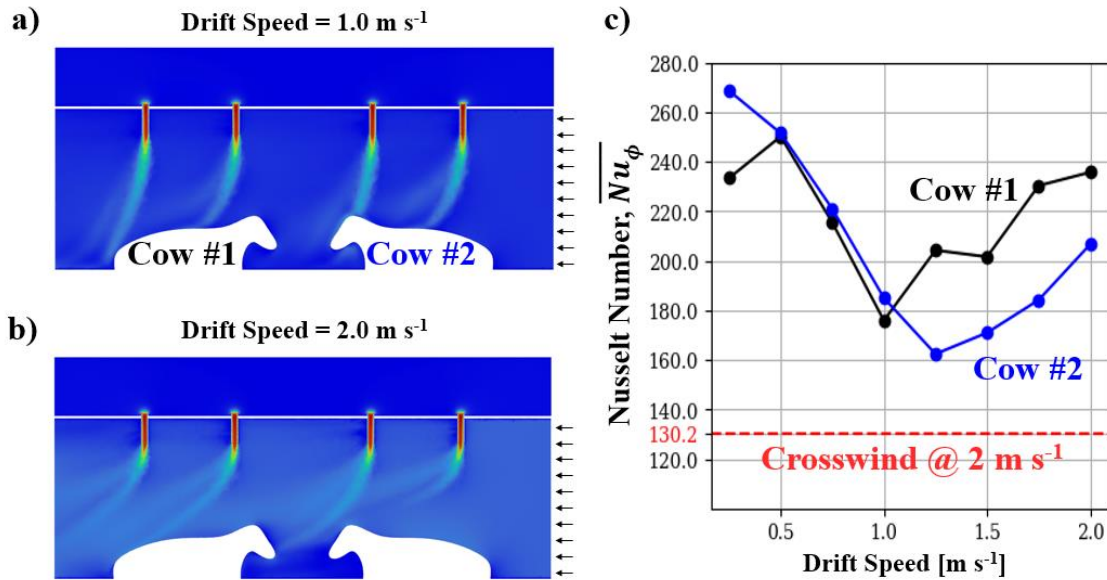 a)
Drift Speed = 1.0 m s⁻¹
Cow #1
Cow #2
b)
Drift Speed = 2.0 m s⁻¹
c)
Nusselt Number, N̅u̅ᵩ
280.0
260.0
240.0
220.0
200.0
180.0
160.0
140.0
130.2
120.0
Cow #1
Cow #2
Crosswind @ 2 m s⁻¹
0.5
1.0
1.5
2.0
Drift Speed [m s⁻¹]